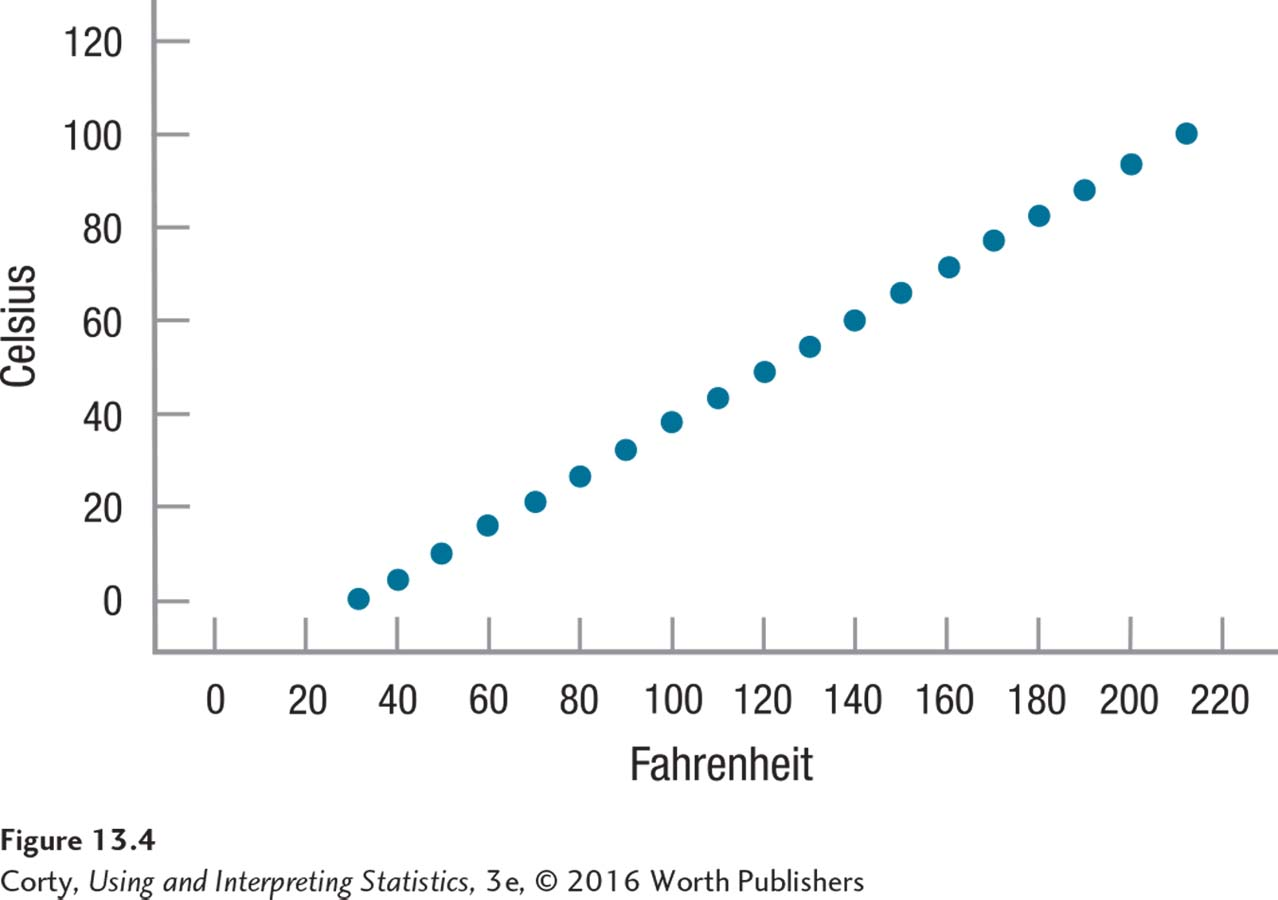 120
100
80
60
40
20
0
Celsius
0 20 40 60 80 100 120 140 160 180 200 220
Fahrenheit
Figure 13.4
Corty, Using and Interpreting Statistics, 3e, © 2016 Worth Publishers